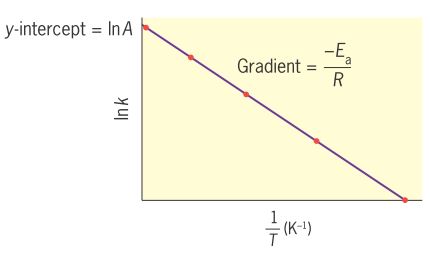 y-intercept = ln A
Gradient = −Eₐ/R
ln k
1/T (K⁻¹)